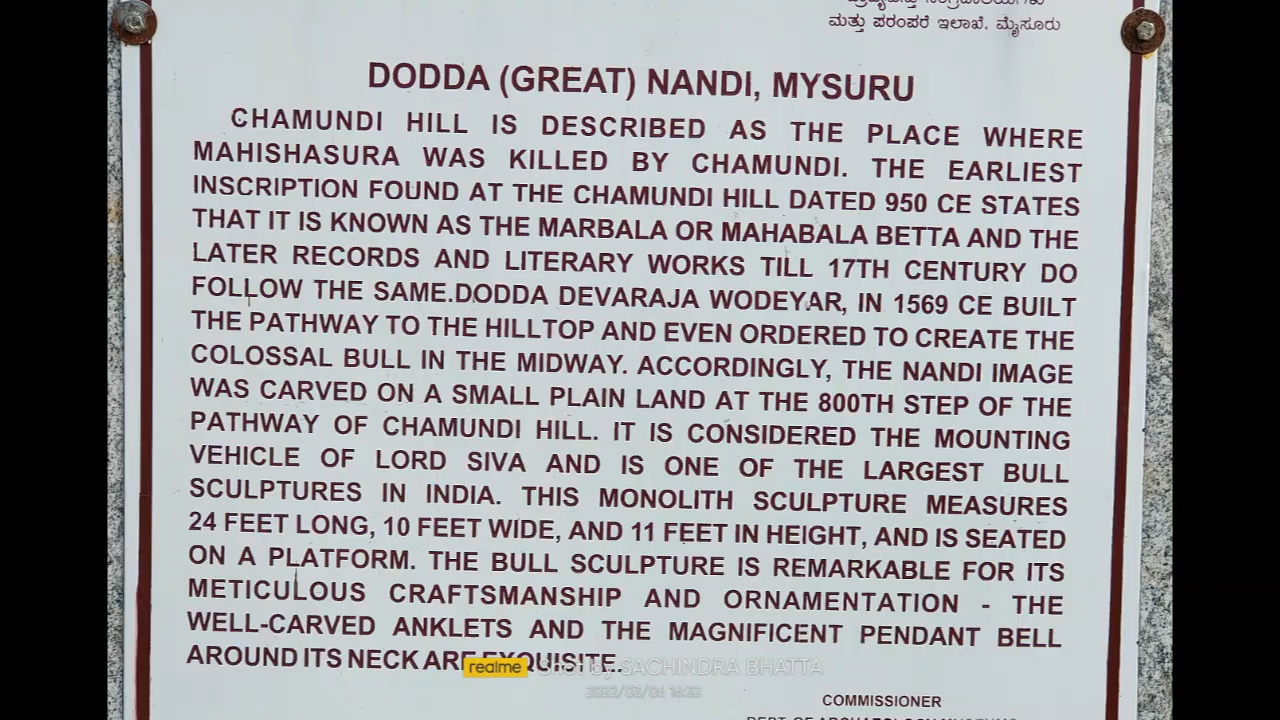 ಮತ್ತು ಪರಂಪರೆ ಇಲಾಖೆ, ಮೈಸೂರು
DODDA (GREAT) NANDI, MYSURU
CHAMUNDI HILL IS DESCRIBED AS THE PLACE WHERE
MAHISHASURA WAS KILLED BY CHAMUNDI. THE EARLIEST
INSCRIPTION FOUND AT THE CHAMUNDI HILL DATED 950 CE STATES
THAT IT IS KNOWN AS THE MARBALA OR MAHABALA BETTA AND THE
LATER RECORDS AND LITERARY WORKS TILL 17TH CENTURY DO
FOLLOW THE SAME.DODDA DEVARAJA WODEYAR, IN 1569 CE BUILT
THE PATHWAY TO THE HILLTOP AND EVEN ORDERED TO CREATE THE
COLOSSAL BULL IN THE MIDWAY. ACCORDINGLY, THE NANDI IMAGE
WAS CARVED ON A SMALL PLAIN LAND AT THE 800TH STEP OF THE
PATHWAY OF CHAMUNDI HILL. IT IS CONSIDERED THE MOUNTING
VEHICLE OF LORD SIVA AND IS ONE OF THE LARGEST BULL
SCULPTURES IN INDIA. THIS MONOLITH SCULPTURE MEASURES
24 FEET LONG, 10 FEET WIDE, AND 11 FEET IN HEIGHT, AND IS SEATED
ON A PLATFORM. THE BULL SCULPTURE IS REMARKABLE FOR ITS
METICULOUS CRAFTSMANSHIP AND ORNAMENTATION - THE
WELL-CARVED ANKLETS AND THE MAGNIFICENT PENDANT BELL
AROUND ITS NECK ARE EXQUISITE.
realme Shot by SACHINDRA BHATTA
COMMISSIONER